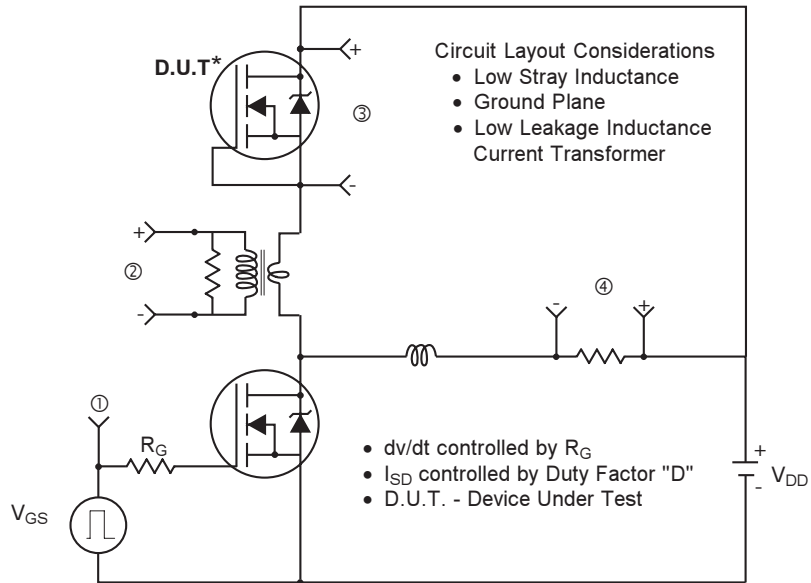 D.U.T*
+
Circuit Layout Considerations
• Low Stray Inductance
• Ground Plane
• Low Leakage Inductance
Current Transformer
③
-
+
②
-
④
-
+
①
R_G
V_GS
• dv/dt controlled by R_G
• I_SD controlled by Duty Factor "D"
• D.U.T. - Device Under Test
+
-
V_DD